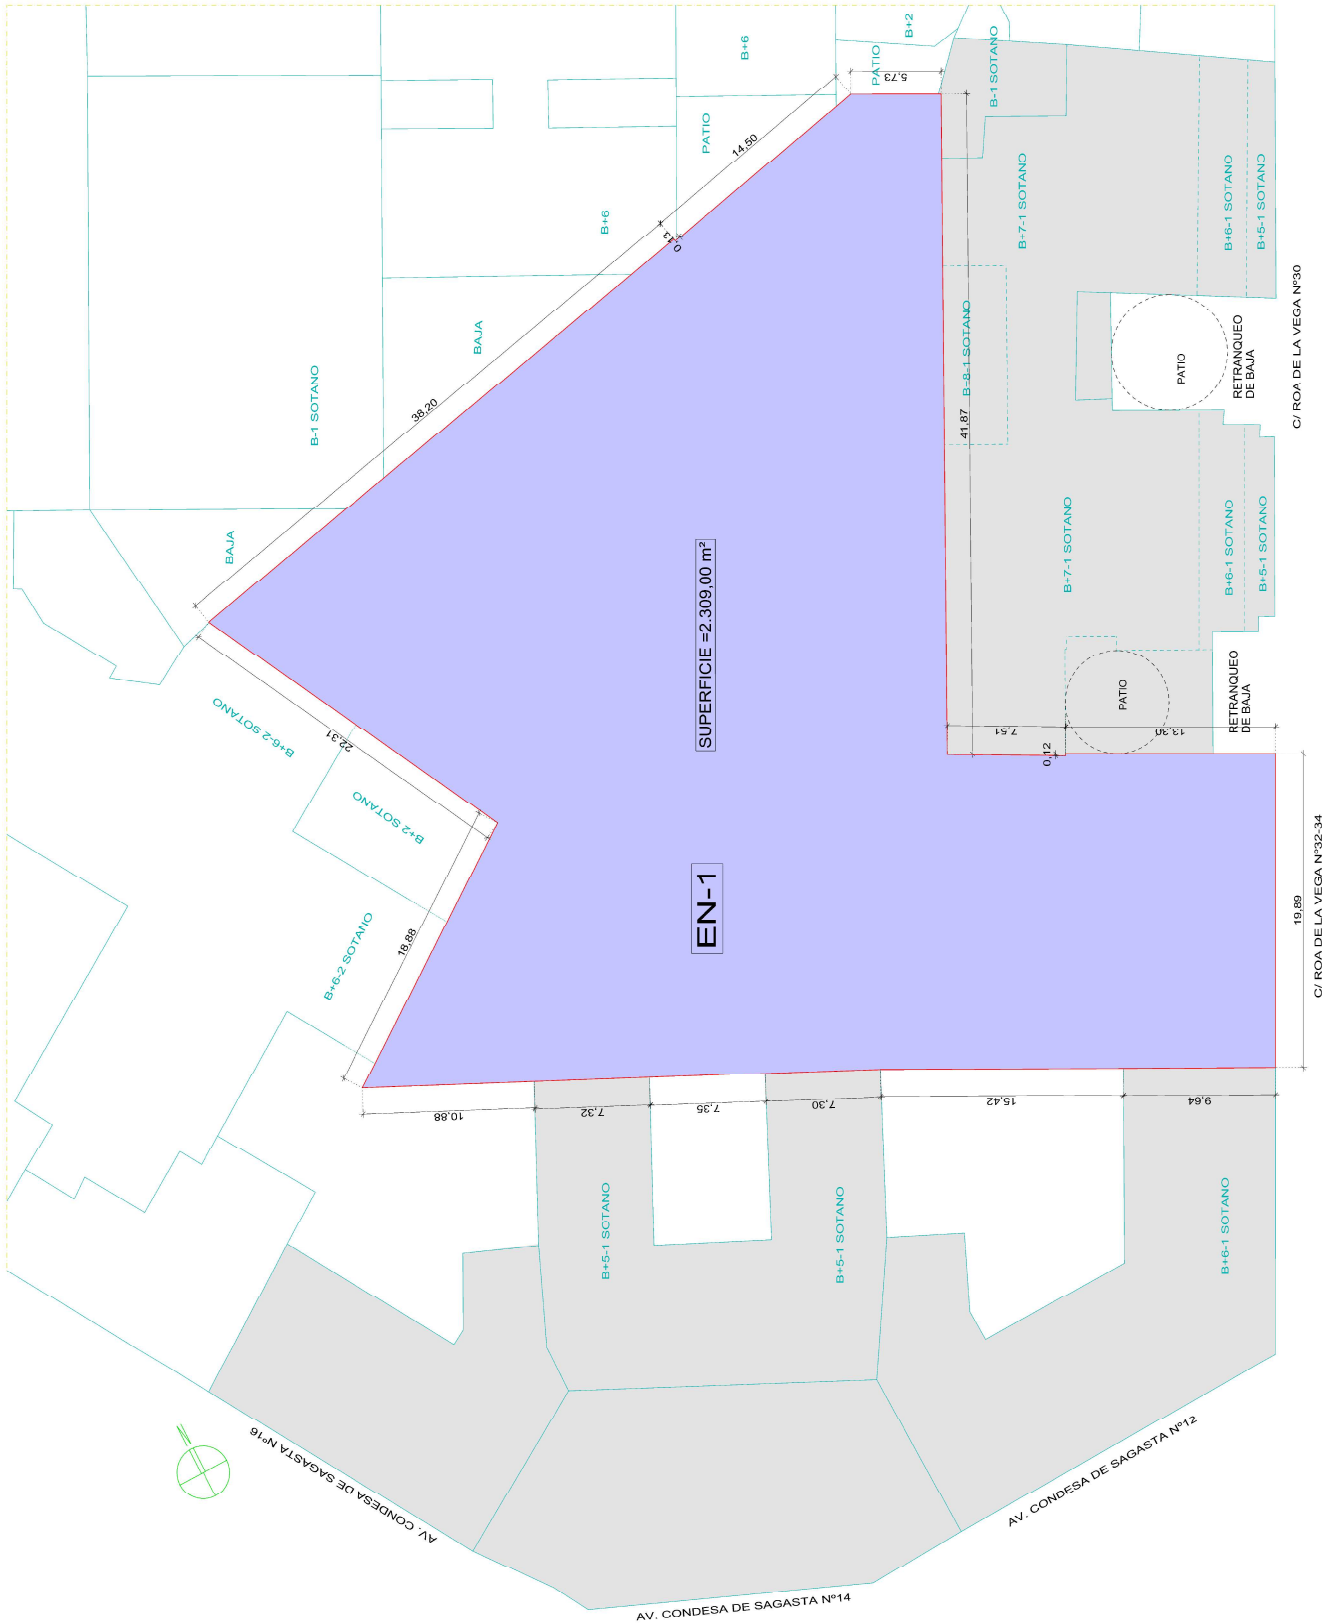 B+6
B+2
PATIO
B-1 SOTANO
5,73
PATIO
14,50
B+7-1 SOTANO
B+6-1 SOTANO
B+5-1 SOTANO
B+6
0,13
C/ ROA DE LA VEGA Nº30
BAJA
B-1 SOTANO
38,20
B-8-1 SOTANO
41,87
PATIO
RETRANQUEO
DE BAJA
BAJA
SUPERFICIE =2.309,00 m²
B+7-1 SOTANO
B+6-1 SOTANO
B+5-1 SOTANO
B+6-2 SOTANO
22,31
PATIO
RETRANQUEO
DE BAJA
7,51
13,30
0,12
B+2 SOTANO
B+6-2 SOTANO
18,88
EN-1
19,89
C/ ROA DE LA VEGA Nº32-34
10,88
7,32
7,35
7,30
15,42
9,64
B+5-1 SOTANO
B+5-1 SOTANO
B+6-1 SOTANO
AV. CONDESA DE SAGASTA Nº16
AV. CONDESA DE SAGASTA Nº12
AV. CONDESA DE SAGASTA Nº14